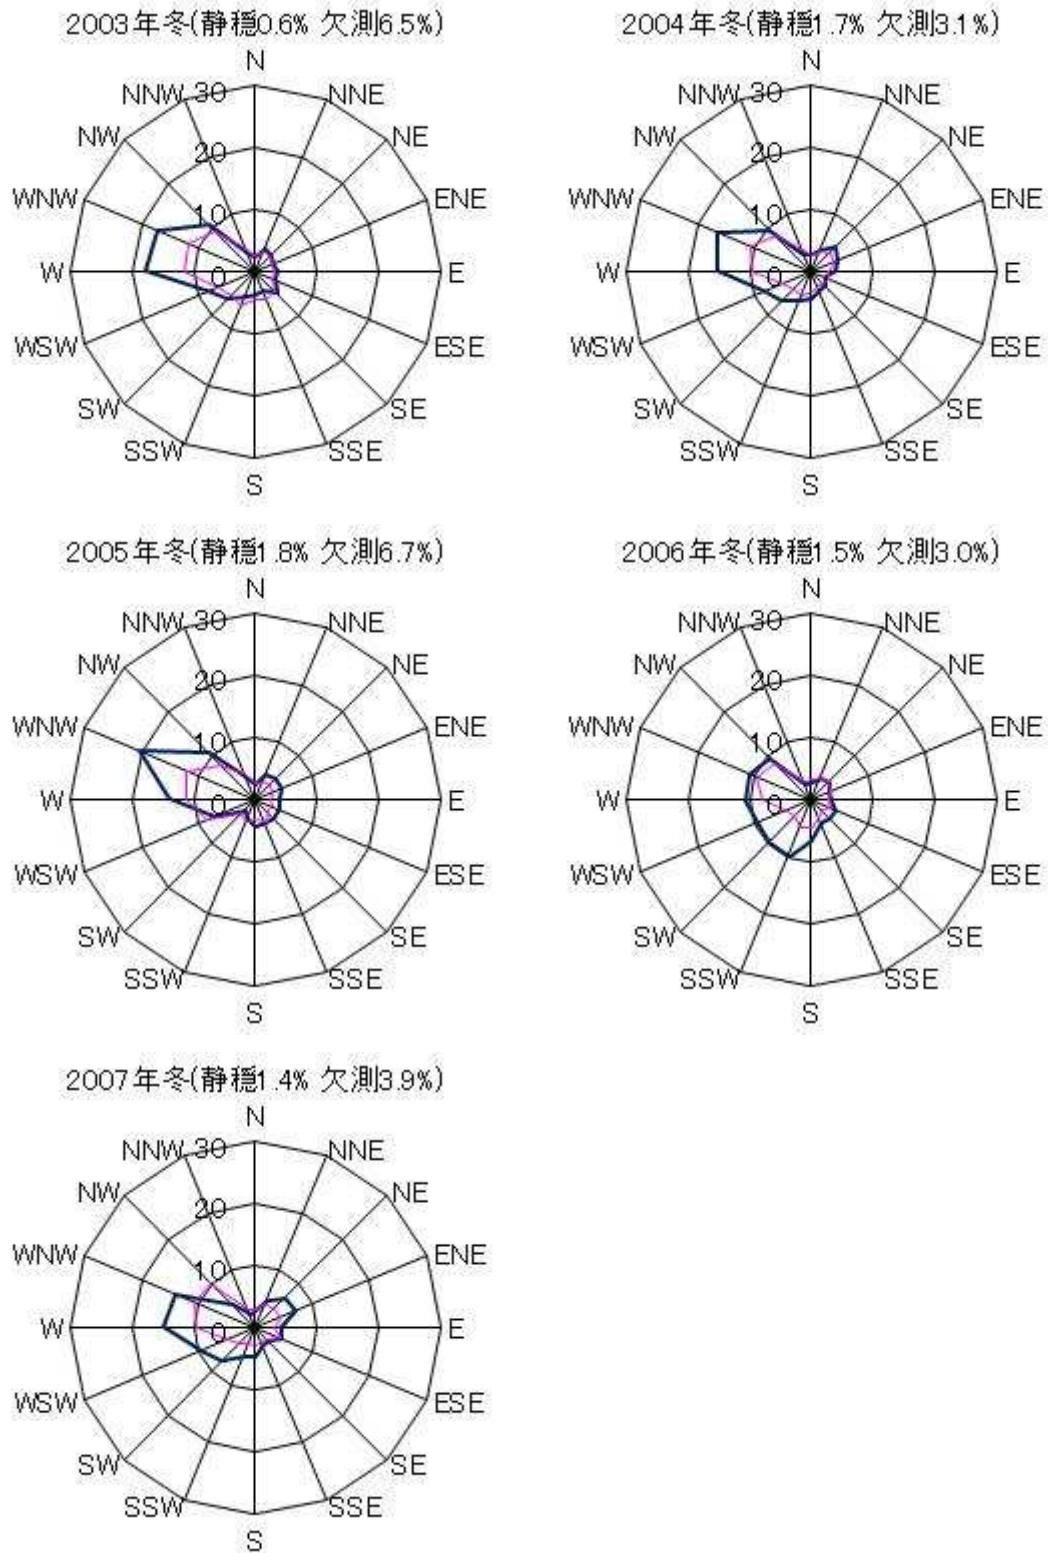 2003年冬(静穏0.6% 欠測6.5%)
N
NNW 30 NNE
NW NE
20
WNW ENE
10
W 0 E
WSW ESE
SW SE
SSW SSE
S
2004年冬(静穏1.7% 欠測3.1%)
N
NNW 30 NNE
NW NE
20
WNW ENE
10
W 0 E
WSW ESE
SW SE
SSW SSE
S
2005年冬(静穏1.8% 欠測6.7%)
N
NNW 30 NNE
NW NE
20
WNW ENE
10
W 0 E
WSW ESE
SW SE
SSW SSE
S
2006年冬(静穏1.5% 欠測3.0%)
N
NNW 30 NNE
NW NE
20
WNW ENE
10
W 0 E
WSW ESE
SW SE
SSW SSE
S
2007年冬(静穏1.4% 欠測3.9%)
N
NNW 30 NNE
NW NE
20
WNW ENE
10
W 0 E
WSW ESE
SW SE
SSW SSE
S